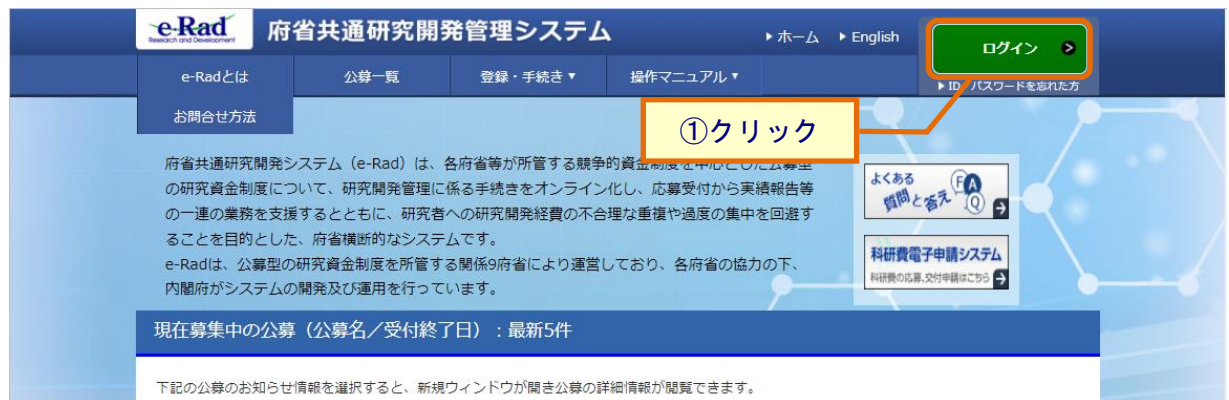 e-Rad
Research and Development
府省共通研究開発管理システム
ホーム
English
ログイン
e-Radとは
公募一覧
登録・手続き
操作マニュアル
ID/パスワードを忘れた方
お問合せ方法
①クリック
府省共通研究開発システム（e-Rad）は、各府省等が所管する競争的資金制度を中心とした公募型
の研究資金制度について、研究開発管理に係る手続きをオンライン化し、応募受付から実績報告等
の一連の業務を支援するとともに、研究者への研究開発経費の不合理な重複や過度の集中を回避す
ることを目的とした、府省横断的なシステムです。
e-Radは、公募型の研究資金制度を所管する関係9府省により運営しており、各府省の協力の下、
内閣府がシステムの開発及び運用を行っています。
よくある
質問と答え
FAQ
科研費電子申請システム
科研費の応募、交付申請はこちら
現在募集中の公募（公募名／受付終了日）：最新5件
下記の公募のお知らせ情報を選択すると、新規ウィンドウが開き公募の詳細情報が閲覧できます。